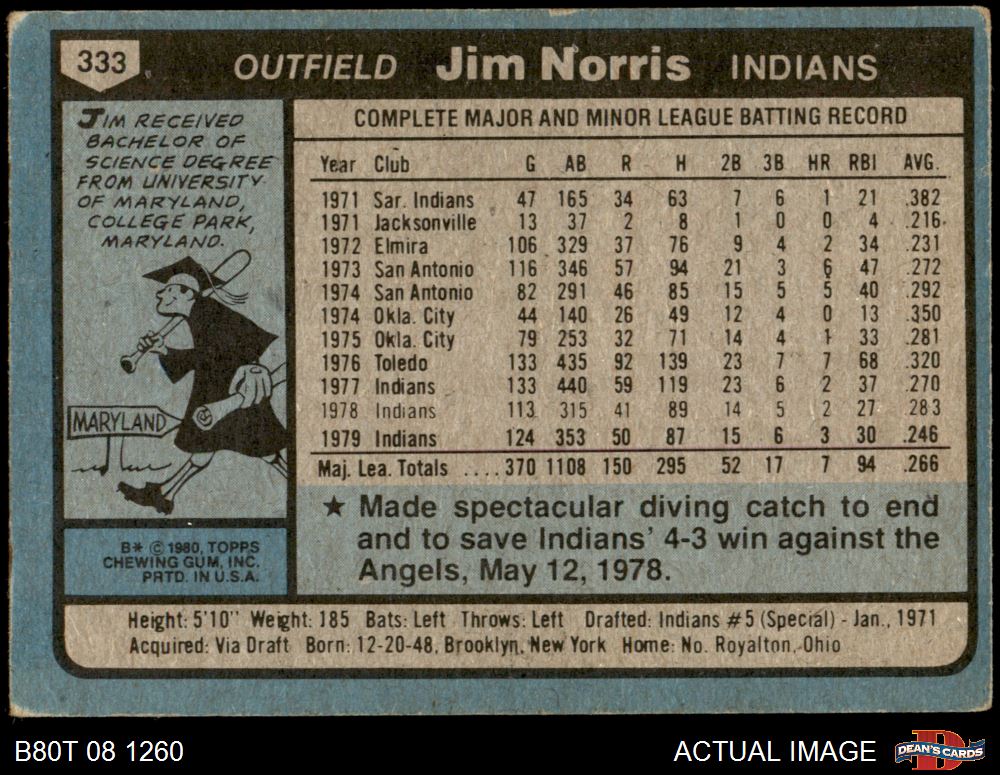 333 OUTFIELD Jim Norris INDIANS
JIM RECEIVED
BACHELOR OF
SCIENCE DEGREE
FROM UNIVERSITY
OF MARYLAND,
COLLEGE PARK,
MARYLAND.
MARYLAND
B* © 1980, TOPPS
CHEWING GUM, INC.
PRTD. IN U.S.A.
COMPLETE MAJOR AND MINOR LEAGUE BATTING RECORD
Year Club G AB R H 2B 3B HR RBI AVG.
1971 Sar. Indians 47 165 34 63 7 6 1 21 .382
1971 Jacksonville 13 37 2 8 1 0 0 4 .216
1972 Elmira 106 329 37 76 9 4 2 34 .231
1973 San Antonio 116 346 57 94 21 3 6 47 .272
1974 San Antonio 82 291 46 85 15 5 5 40 .292
1974 Okla. City 44 140 26 49 12 4 0 13 .350
1975 Okla. City 79 253 32 71 14 4 1 33 .281
1976 Toledo 133 435 92 139 23 7 7 68 .320
1977 Indians 133 440 59 119 23 6 2 37 .270
1978 Indians 113 315 41 89 14 5 2 27 283
1979 Indians 124 353 50 87 15 6 3 30 .246
Maj. Lea. Totals .... 370 1108 150 295 52 17 7 94 .266
★ Made spectacular diving catch to end
and to save Indians' 4-3 win against the
Angels, May 12, 1978.
Height: 5'10" Weight: 185 Bats: Left Throws: Left Drafted: Indians #5 (Special) - Jan., 1971
Acquired: Via Draft Born: 12-20-48, Brooklyn, New York Home: No. Royalton, Ohio
B80T 08 1260 ACTUAL IMAGE DEAN'S CARDS